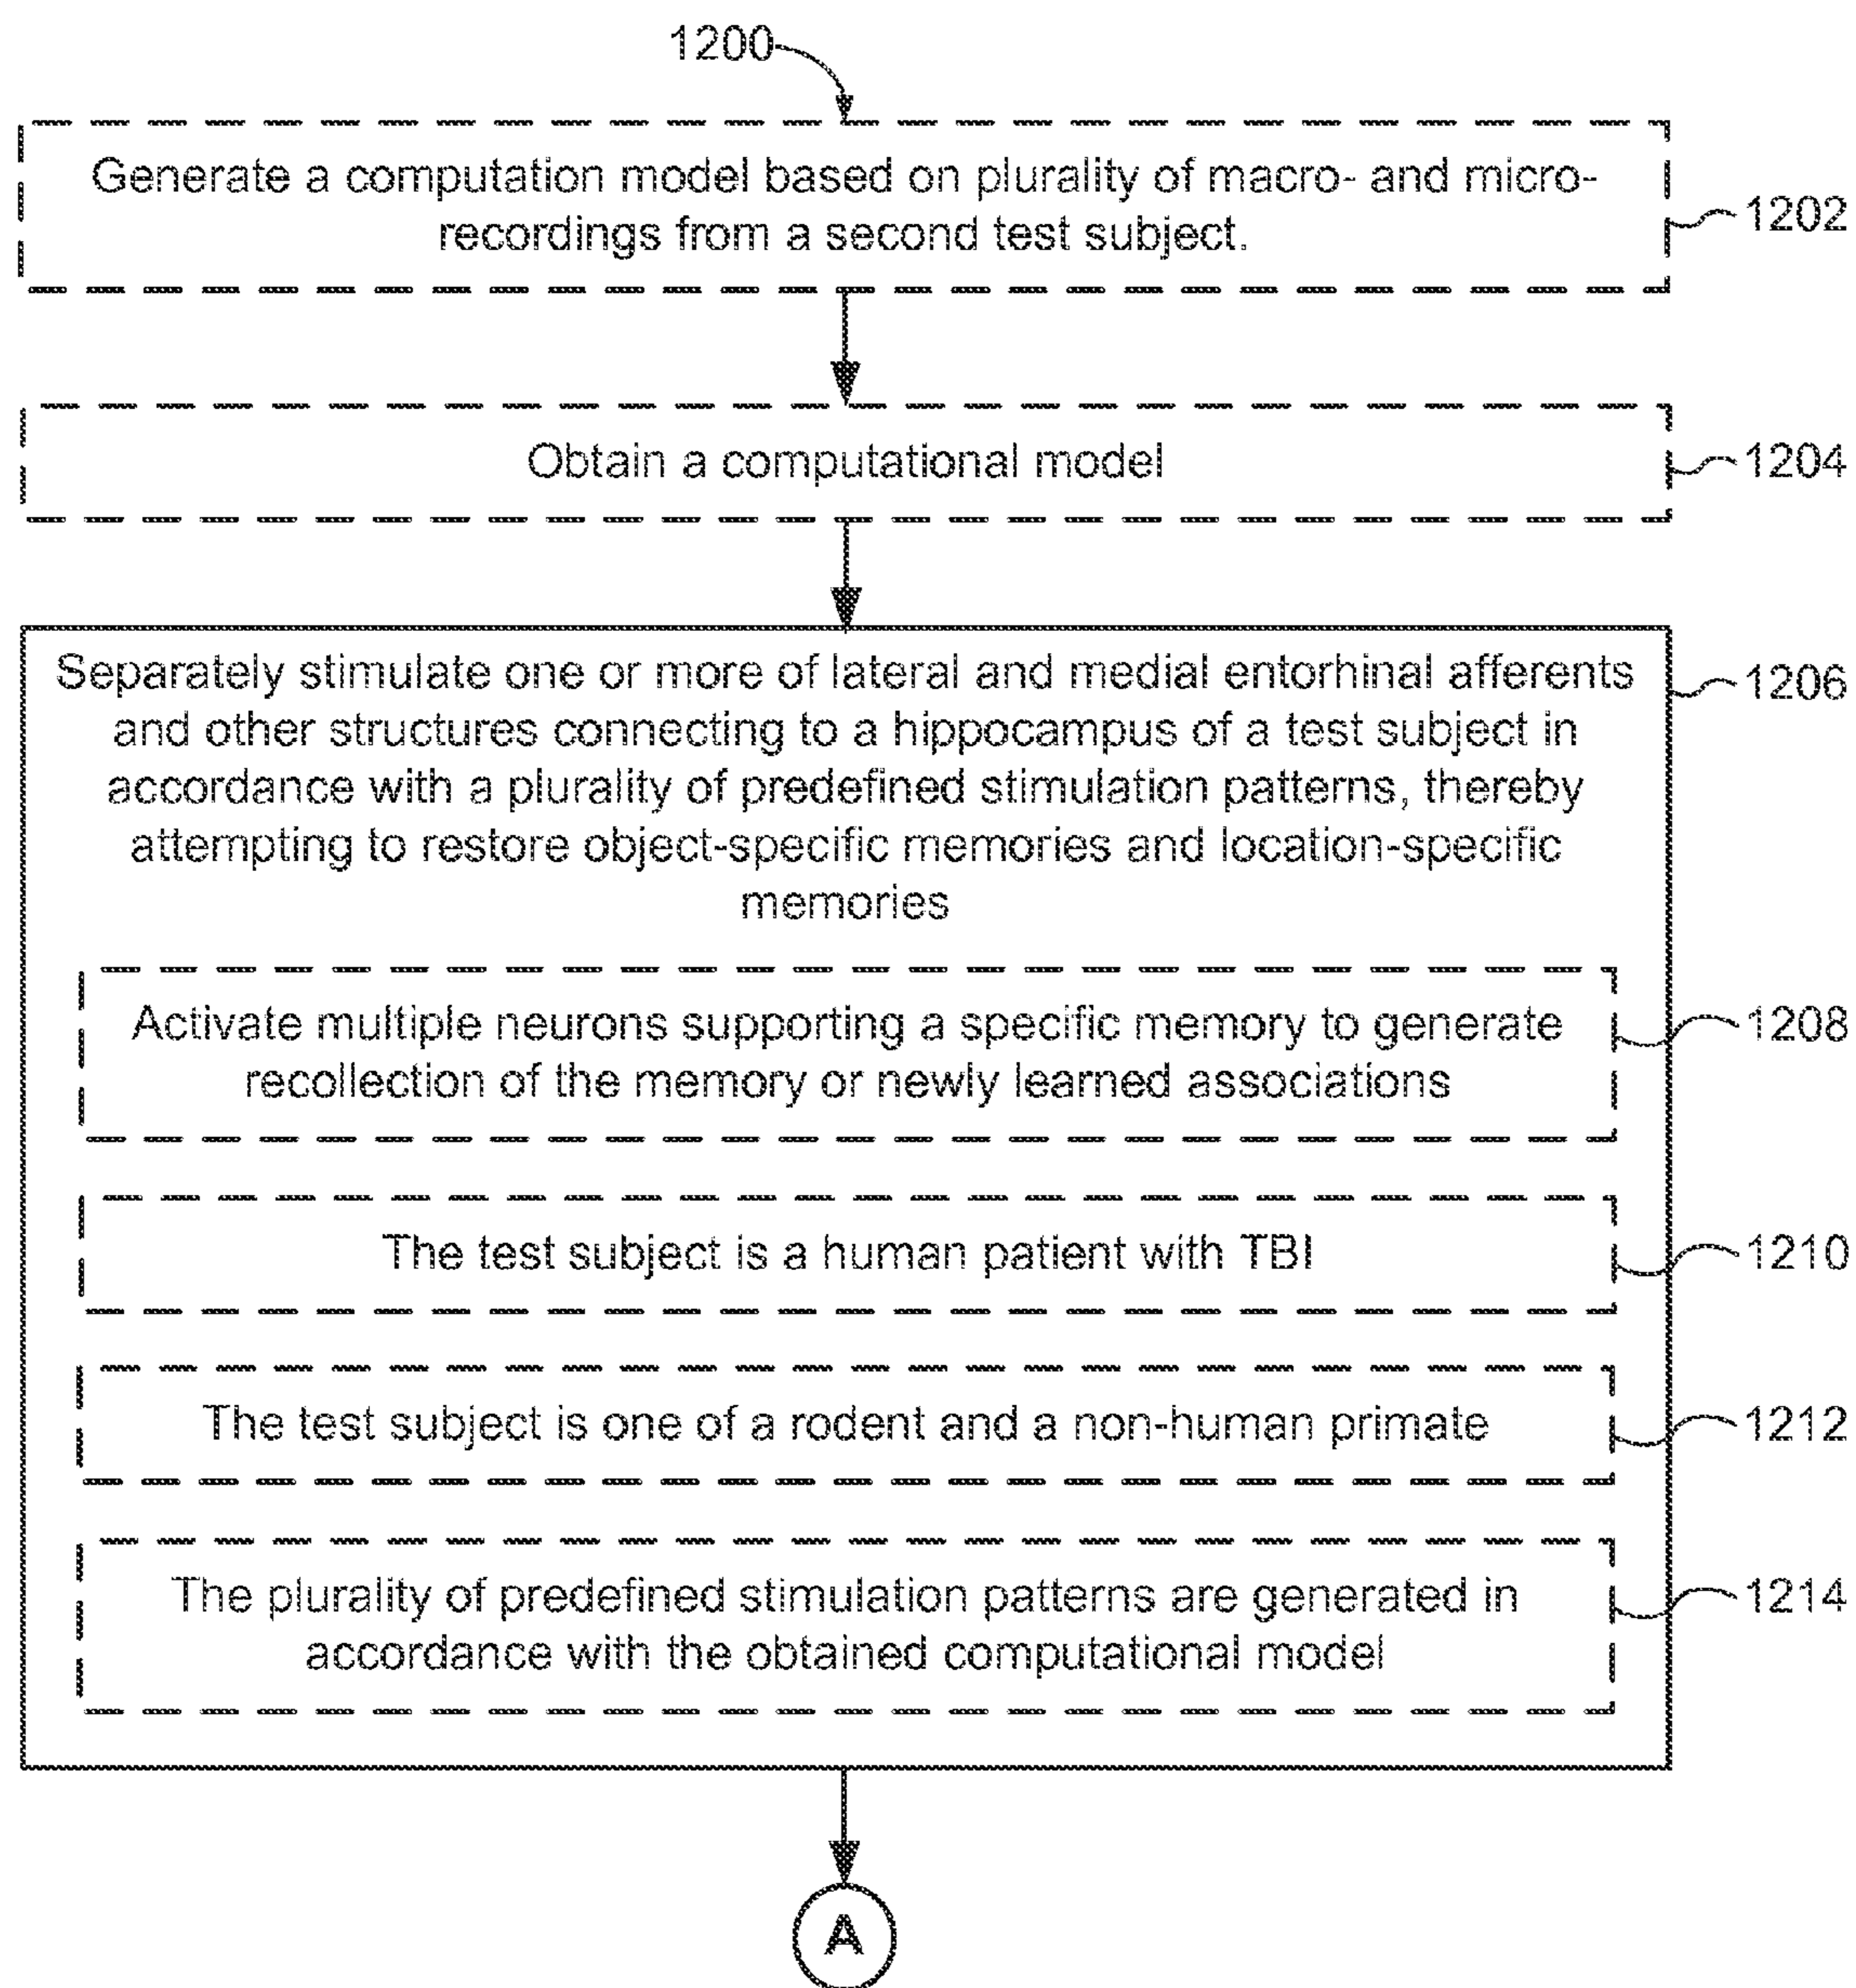 1200
Generate a computation model based on plurality of macro- and micro-
recordings from a second test subject.
1202
Obtain a computational model
1204
Separately stimulate one or more of lateral and medial entorhinal afferents
and other structures connecting to a hippocampus of a test subject in
accordance with a plurality of predefined stimulation patterns, thereby
attempting to restore object-specific memories and location-specific
memories
1206
Activate multiple neurons supporting a specific memory to generate
recollection of the memory or newly learned associations
1208
The test subject is a human patient with TBI
1210
The test subject is one of a rodent and a non-human primate
1212
The plurality of predefined stimulation patterns are generated in
accordance with the obtained computational model
1214
A